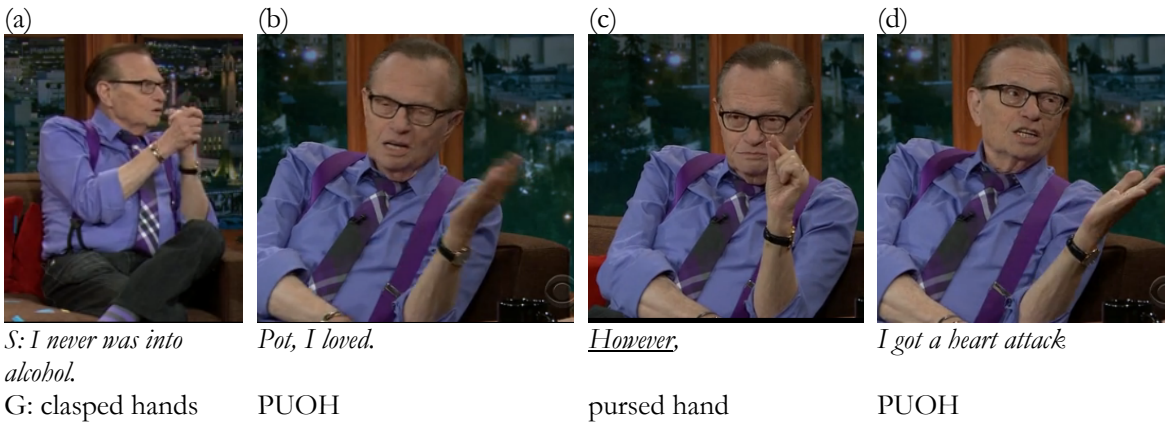 (a) (b) (c) (d)
S: I never was into alcohol.
Pot, I loved.
However,
I got a heart attack
G: clasped hands
PUOH
pursed hand
PUOH